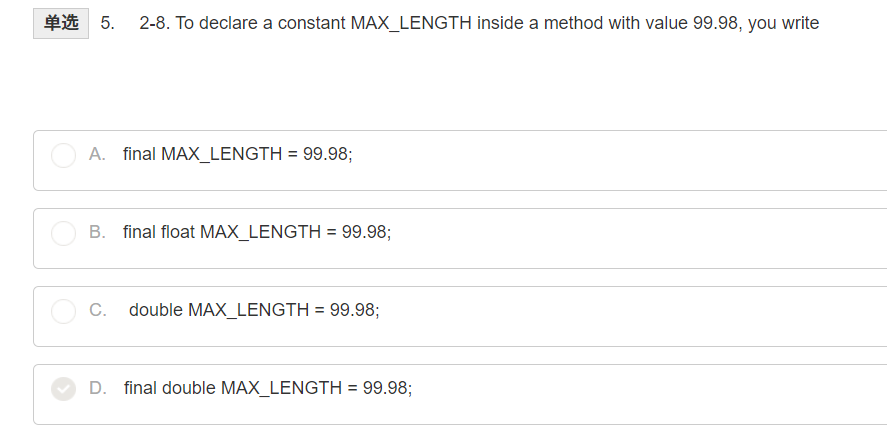 单选 5. 2-8. To declare a constant MAX_LENGTH inside a method with value 99.98, you write
A. final MAX_LENGTH = 99.98;
B. final float MAX_LENGTH = 99.98;
C. double MAX_LENGTH = 99.98;
D. final double MAX_LENGTH = 99.98;